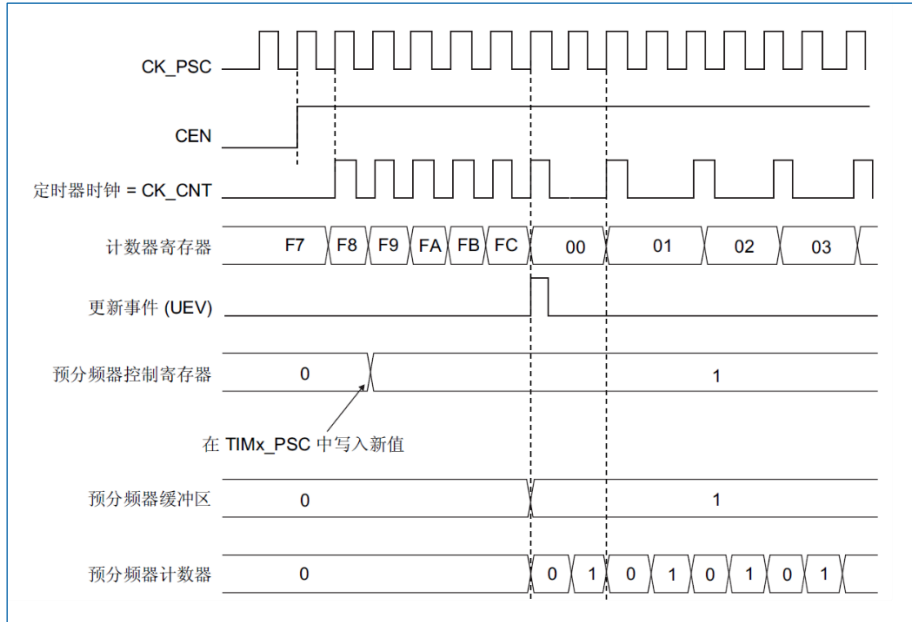 CK_PSC
CEN
定时器时钟 = CK_CNT
计数器寄存器 F7 F8 F9 FA FB FC 00 01 02 03
更新事件 (UEV)
预分频器控制寄存器 0 1
在 TIMx_PSC 中写入新值
预分频器缓冲区 0 1
预分频器计数器 0 0 1 0 1 0 1 0 1